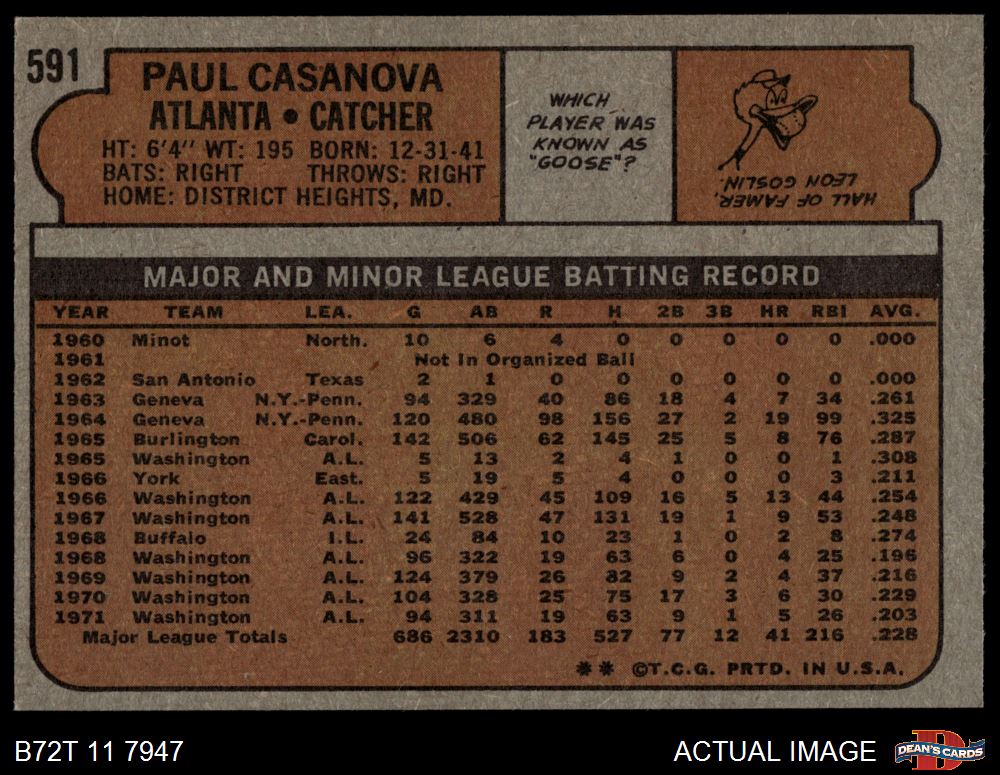 591
PAUL CASANOVA
ATLANTA • CATCHER
HT: 6'4" WT: 195 BORN: 12-31-41
BATS: RIGHT THROWS: RIGHT
HOME: DISTRICT HEIGHTS, MD.
WHICH
PLAYER WAS
KNOWN AS
"GOOSE"?
HALL OF FAMER,
LEON GOSLIN.
MAJOR AND MINOR LEAGUE BATTING RECORD
YEAR TEAM LEA. G AB R H 2B 3B HR RBI AVG.
1960 Minot North. 10 6 4 0 0 0 0 0 .000
1961 Not In Organized Ball
1962 San Antonio Texas 2 1 0 0 0 0 0 0 .000
1963 Geneva N.Y.-Penn. 94 329 40 86 18 4 7 34 .261
1964 Geneva N.Y.-Penn. 120 480 98 156 27 2 19 99 .325
1965 Burlington Carol. 142 506 62 145 25 5 8 76 .287
1965 Washington A.L. 5 13 2 4 1 0 0 1 .308
1966 York East. 5 19 5 4 0 0 0 3 .211
1966 Washington A.L. 122 429 45 109 16 5 13 44 .254
1967 Washington A.L. 141 528 47 131 19 1 9 53 .248
1968 Buffalo I.L. 24 84 10 23 1 0 2 8 .274
1968 Washington A.L. 96 322 19 63 6 0 4 25 .196
1969 Washington A.L. 124 379 26 82 9 2 4 37 .216
1970 Washington A.L. 104 328 25 75 17 3 6 30 .229
1971 Washington A.L. 94 311 19 63 9 1 5 26 .203
Major League Totals 686 2310 183 527 77 12 41 216 .228
** ©T.C.G. PRTD. IN U.S.A.
B72T 11 7947
ACTUAL IMAGE
DEAN'S CARDS